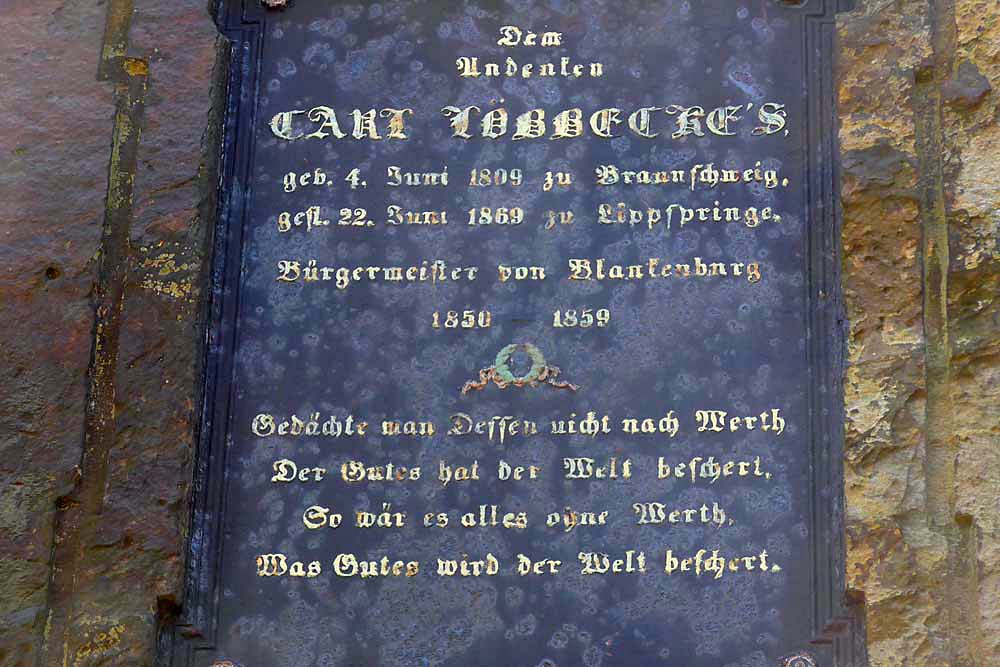 Dem
Andenken
CARL LÖBBECKE'S.
geb. 4. Juni 1809 zu Braunschweig,
gest. 22. Juni 1869 zu Lippspringe.
Bürgermeister von Blankenburg
1850 – 1859
Gedächte man Dessen nicht nach Werth
Der Gutes hat der Welt beschert,
So wär es alles ohne Werth,
Was Gutes wird der Welt beschert.